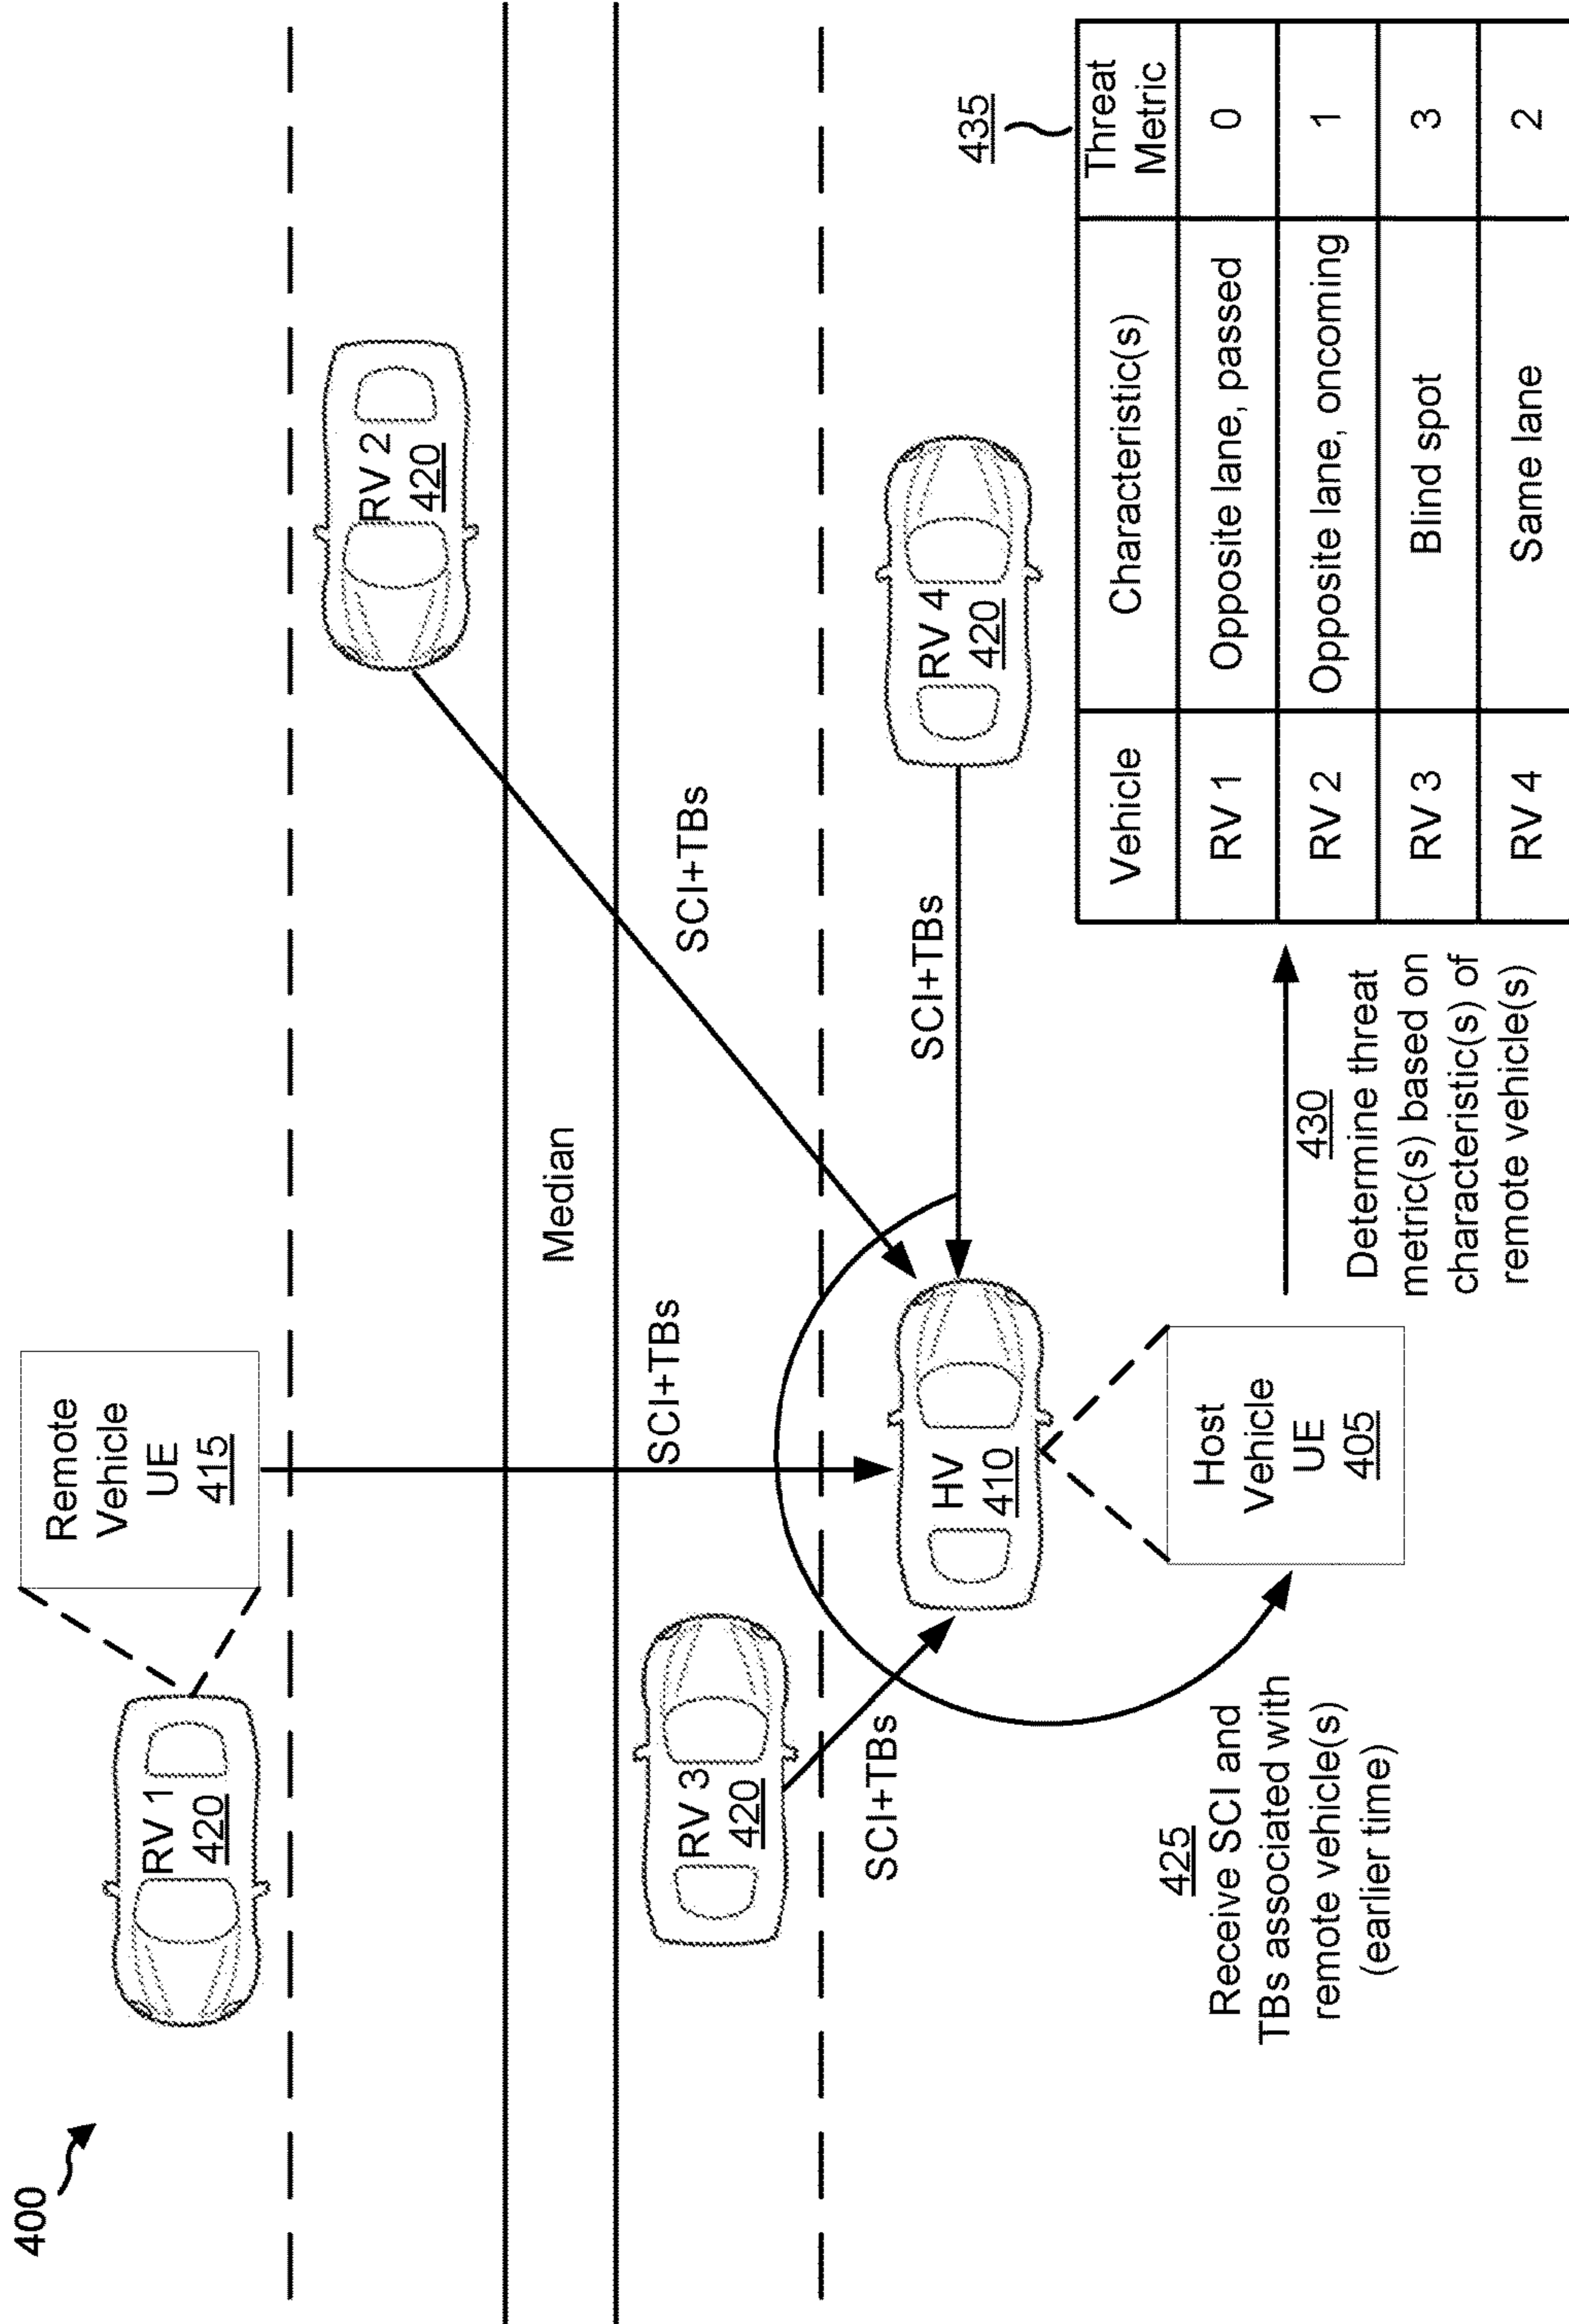 400
Remote
Vehicle
UE
415
RV 1
420
RV 2
420
Median
SCI+TBs
SCI+TBs
RV 3
420
SCI+TBs
HV
410
SCI+TBs
RV 4
420
425
Receive SCI and
TBs associated with
remote vehicle(s)
(earlier time)
Host
Vehicle
UE
405
430
Determine threat
metric(s) based on
characteristic(s) of
remote vehicle(s)
435
Vehicle Characteristic(s) Threat Metric
RV 1 Opposite lane, passed 0
RV 2 Opposite lane, oncoming 1
RV 3 Blind spot 3
RV 4 Same lane 2